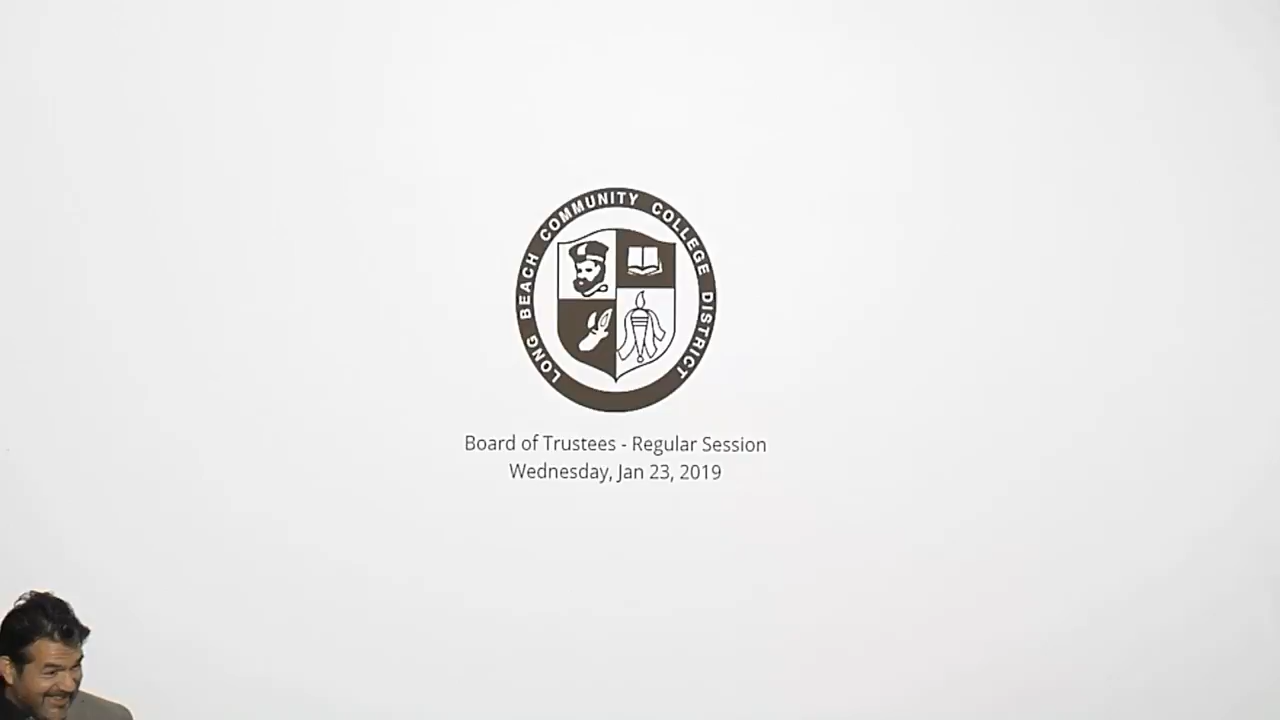 LONG BEACH COMMUNITY COLLEGE DISTRICT
Board of Trustees - Regular Session
Wednesday, Jan 23, 2019